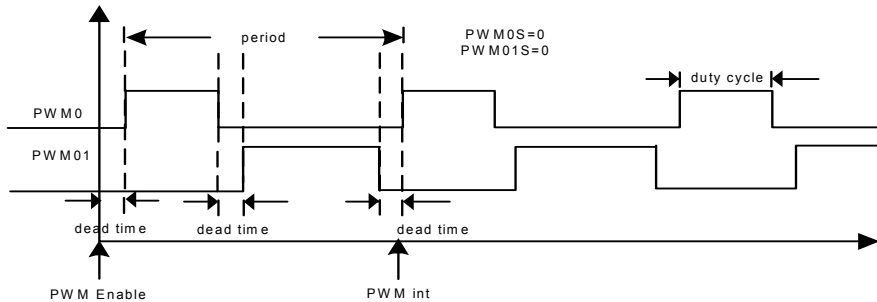 period
PWM0S=0
PWM01S=0
duty cycle
PWM0
PWM01
dead time
dead time
dead time
PWM Enable
PWM int